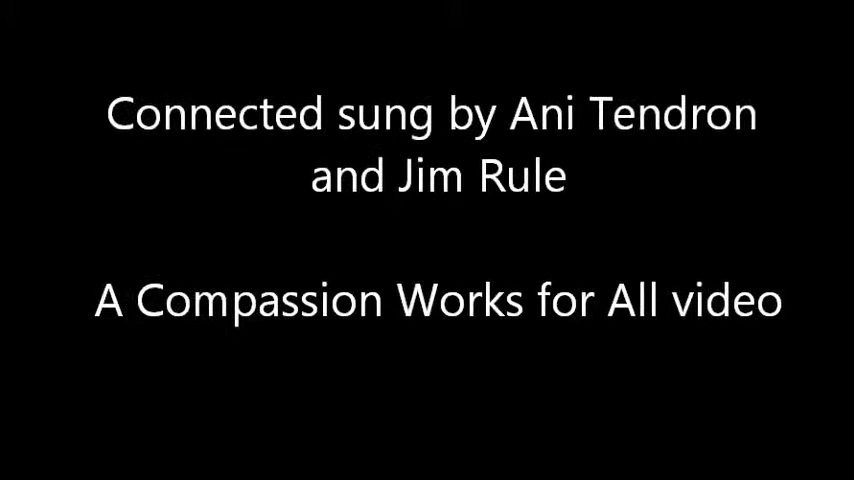 Connected sung by Ani Tendron
and Jim Rule
A Compassion Works for All video